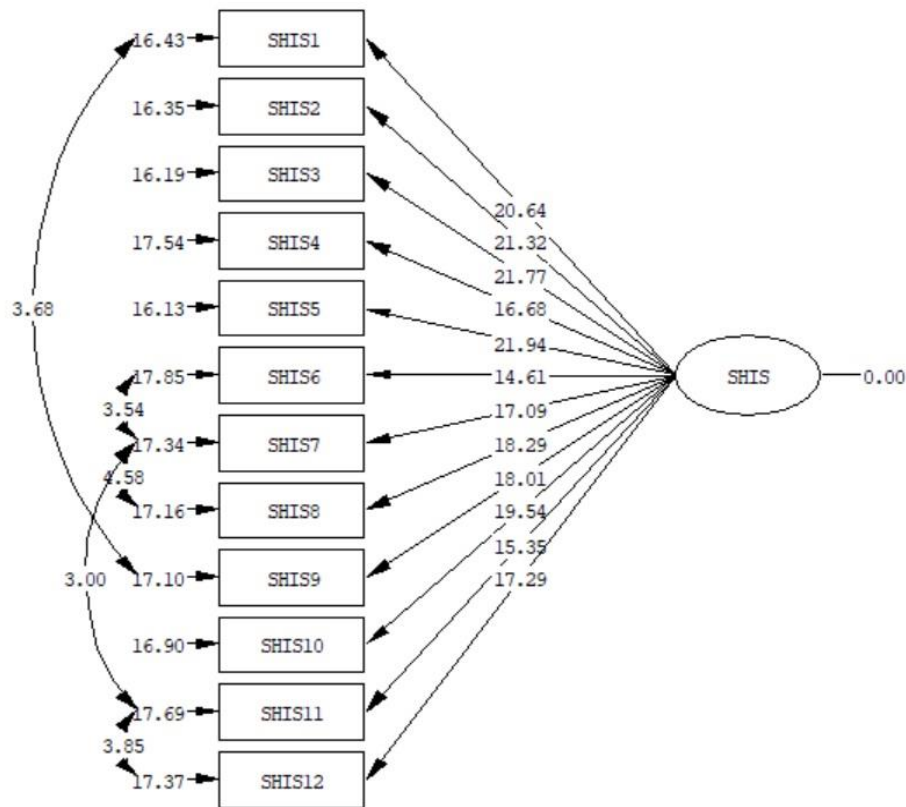 16.43 SHIS1
16.35 SHIS2
16.19 SHIS3
20.64
17.54 SHIS4
21.32
21.77
3.68 16.13 SHIS5 16.68
21.94
17.85 SHIS6 14.61 SHIS 0.00
3.54
17.09
17.34 SHIS7
18.29
4.58
18.01
17.16 SHIS8 19.54
15.35
3.00 17.10 SHIS9 17.29
16.90 SHIS10
17.69 SHIS11
3.85
17.37 SHIS12